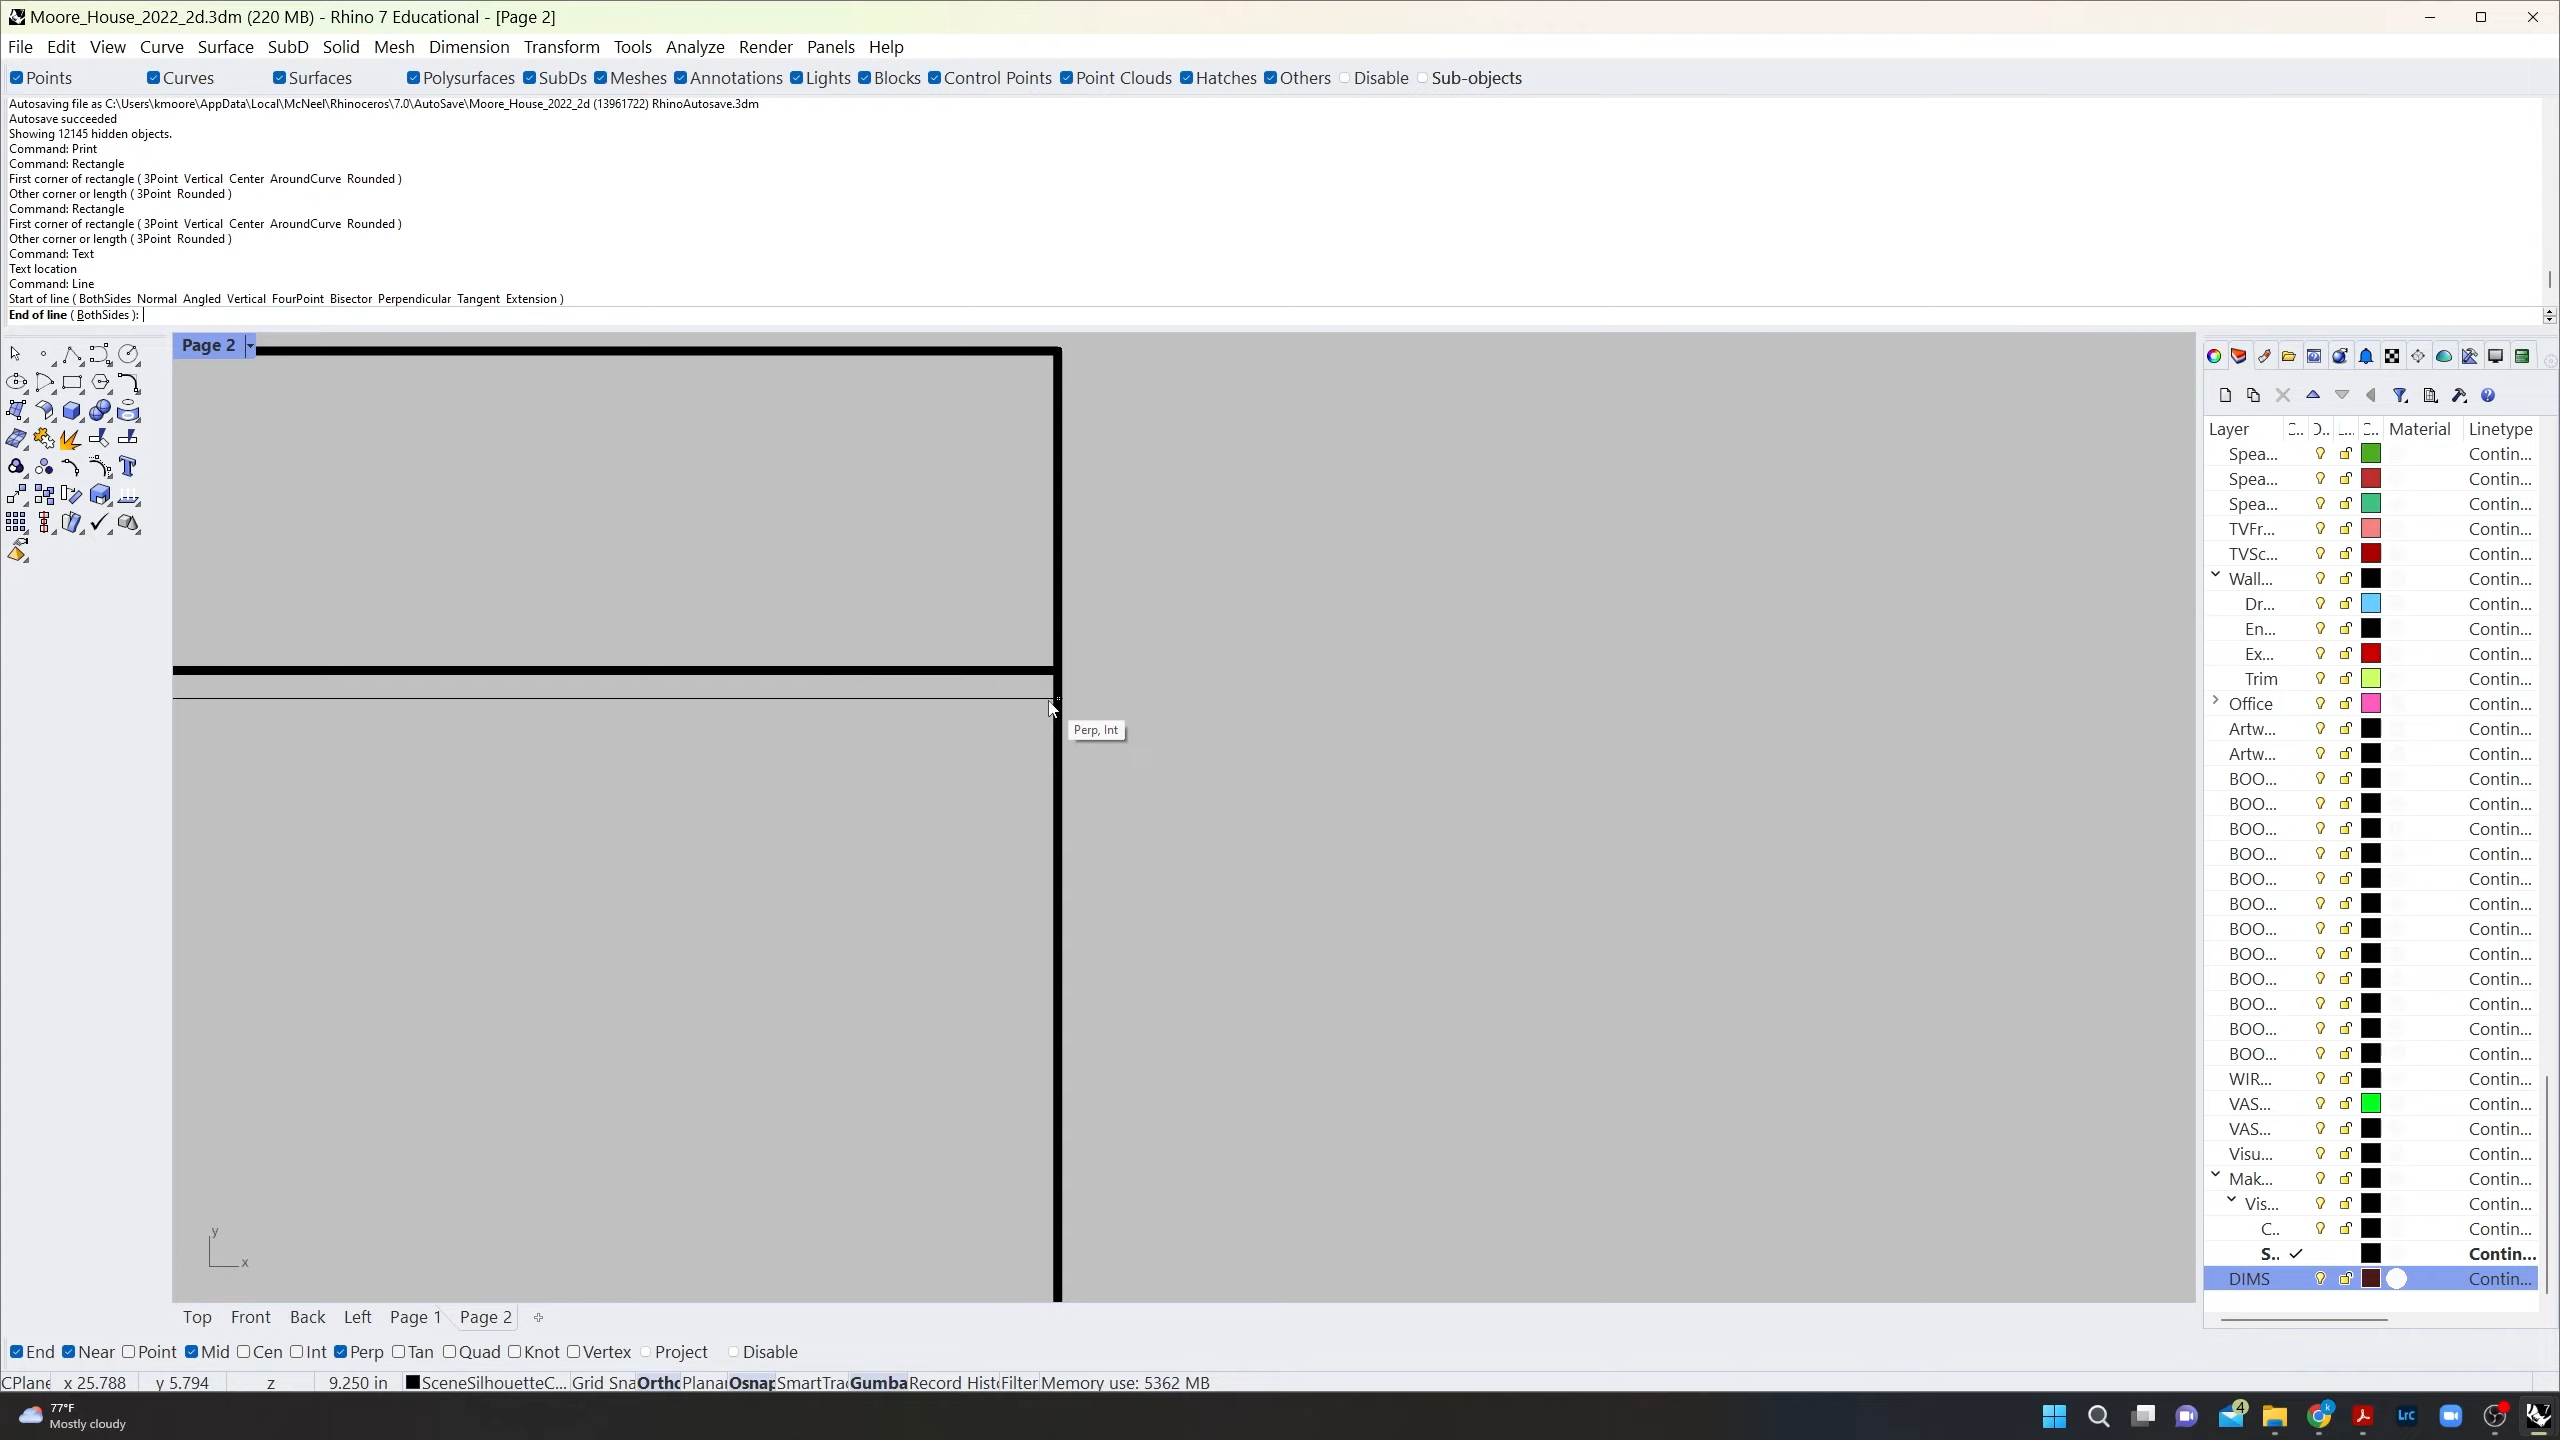 Moore_House_2022_2d.3dm (220 MB) - Rhino 7 Educational - [Page 2]
File Edit View Curve Surface SubD Solid Mesh Dimension Transform Tools Analyze Render Panels Help
Points Curves Surfaces Polysurfaces SubDs Meshes Annotations Lights Blocks Control Points Point Clouds Hatches Others Disable Sub-objects
Autosaving file as C:\Users\kmoore\AppData\Local\McNeel\Rhinoceros\7.0\AutoSave\Moore_House_2022_2d (13961722) RhinoAutosave.3dm
Autosave succeeded
Showing 12145 hidden objects.
Command: Print
Command: Rectangle
First corner of rectangle ( 3Point Vertical Center AroundCurve Rounded )
Other corner or length ( 3Point Rounded )
Command: Rectangle
First corner of rectangle ( 3Point Vertical Center AroundCurve Rounded )
Other corner or length ( 3Point Rounded )
Command: Text
Text location
Command: Line
Start of line ( BothSides Normal Angled Vertical FourPoint Bisector Perpendicular Tangent Extension )
End of line ( BothSides ):
Page 2
Layer Material Linetype
Spea... Contin...
Spea... Contin...
Spea... Contin...
TVFr... Contin...
TVSc... Contin...
Wall... Contin...
Dr... Contin...
En... Contin...
Ex... Contin...
Trim Contin...
Office Contin...
Artw... Contin...
Artw... Contin...
BOO... Contin...
BOO... Contin...
BOO... Contin...
BOO... Contin...
BOO... Contin...
BOO... Contin...
BOO... Contin...
BOO... Contin...
BOO... Contin...
BOO... Contin...
BOO... Contin...
BOO... Contin...
WIR... Contin...
VAS... Contin...
VAS... Contin...
Visu... Contin...
Mak... Contin...
Vis... Contin...
C.. Contin...
S.. Contin...
DIMS Contin...
Perp, Int
y
x
Top Front Back Left Page 1 Page 2
End Near Point Mid Cen Int Perp Tan Quad Knot Vertex Project Disable
CPlane x 25.788 y 5.794 z 9.250 in SceneSilhouetteC... Grid Sna Ortho Planar Osnap SmartTra Gumba Record Hist Filter Memory use: 5362 MB
77°F
Mostly cloudy
4
k
LrC